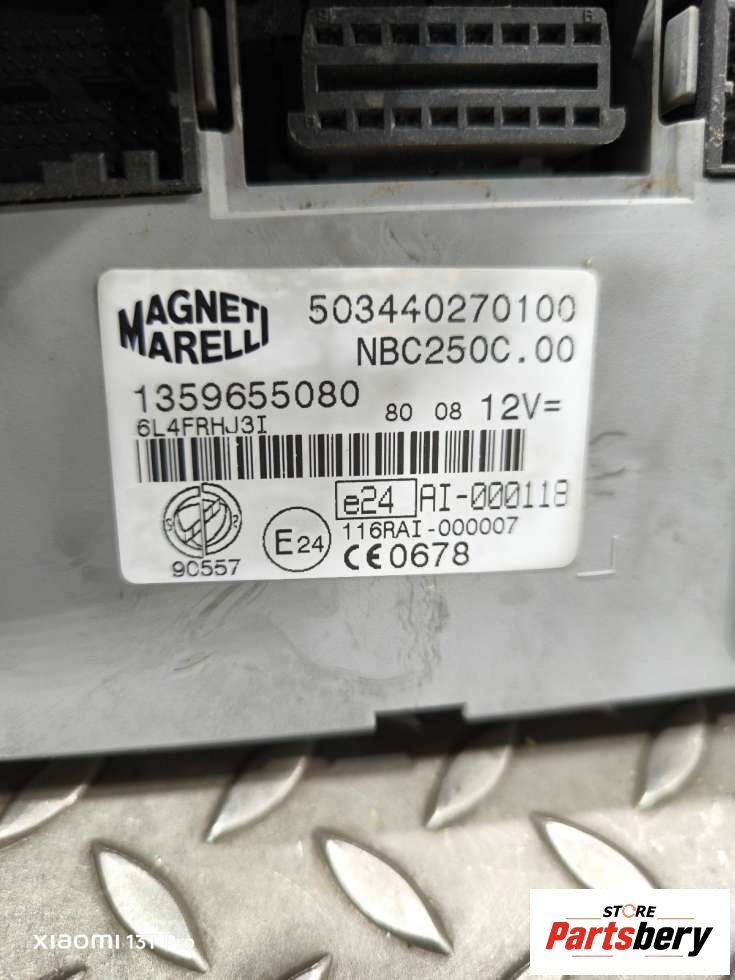 MAGNETI
MARELLI
503440270100
NBC250C.00
1359655080
80 08 12V=
6L4FRHJ3I
e24 AI-000118
116RAI-000007
E24
CE0678
9C557
STORE
Partsbery